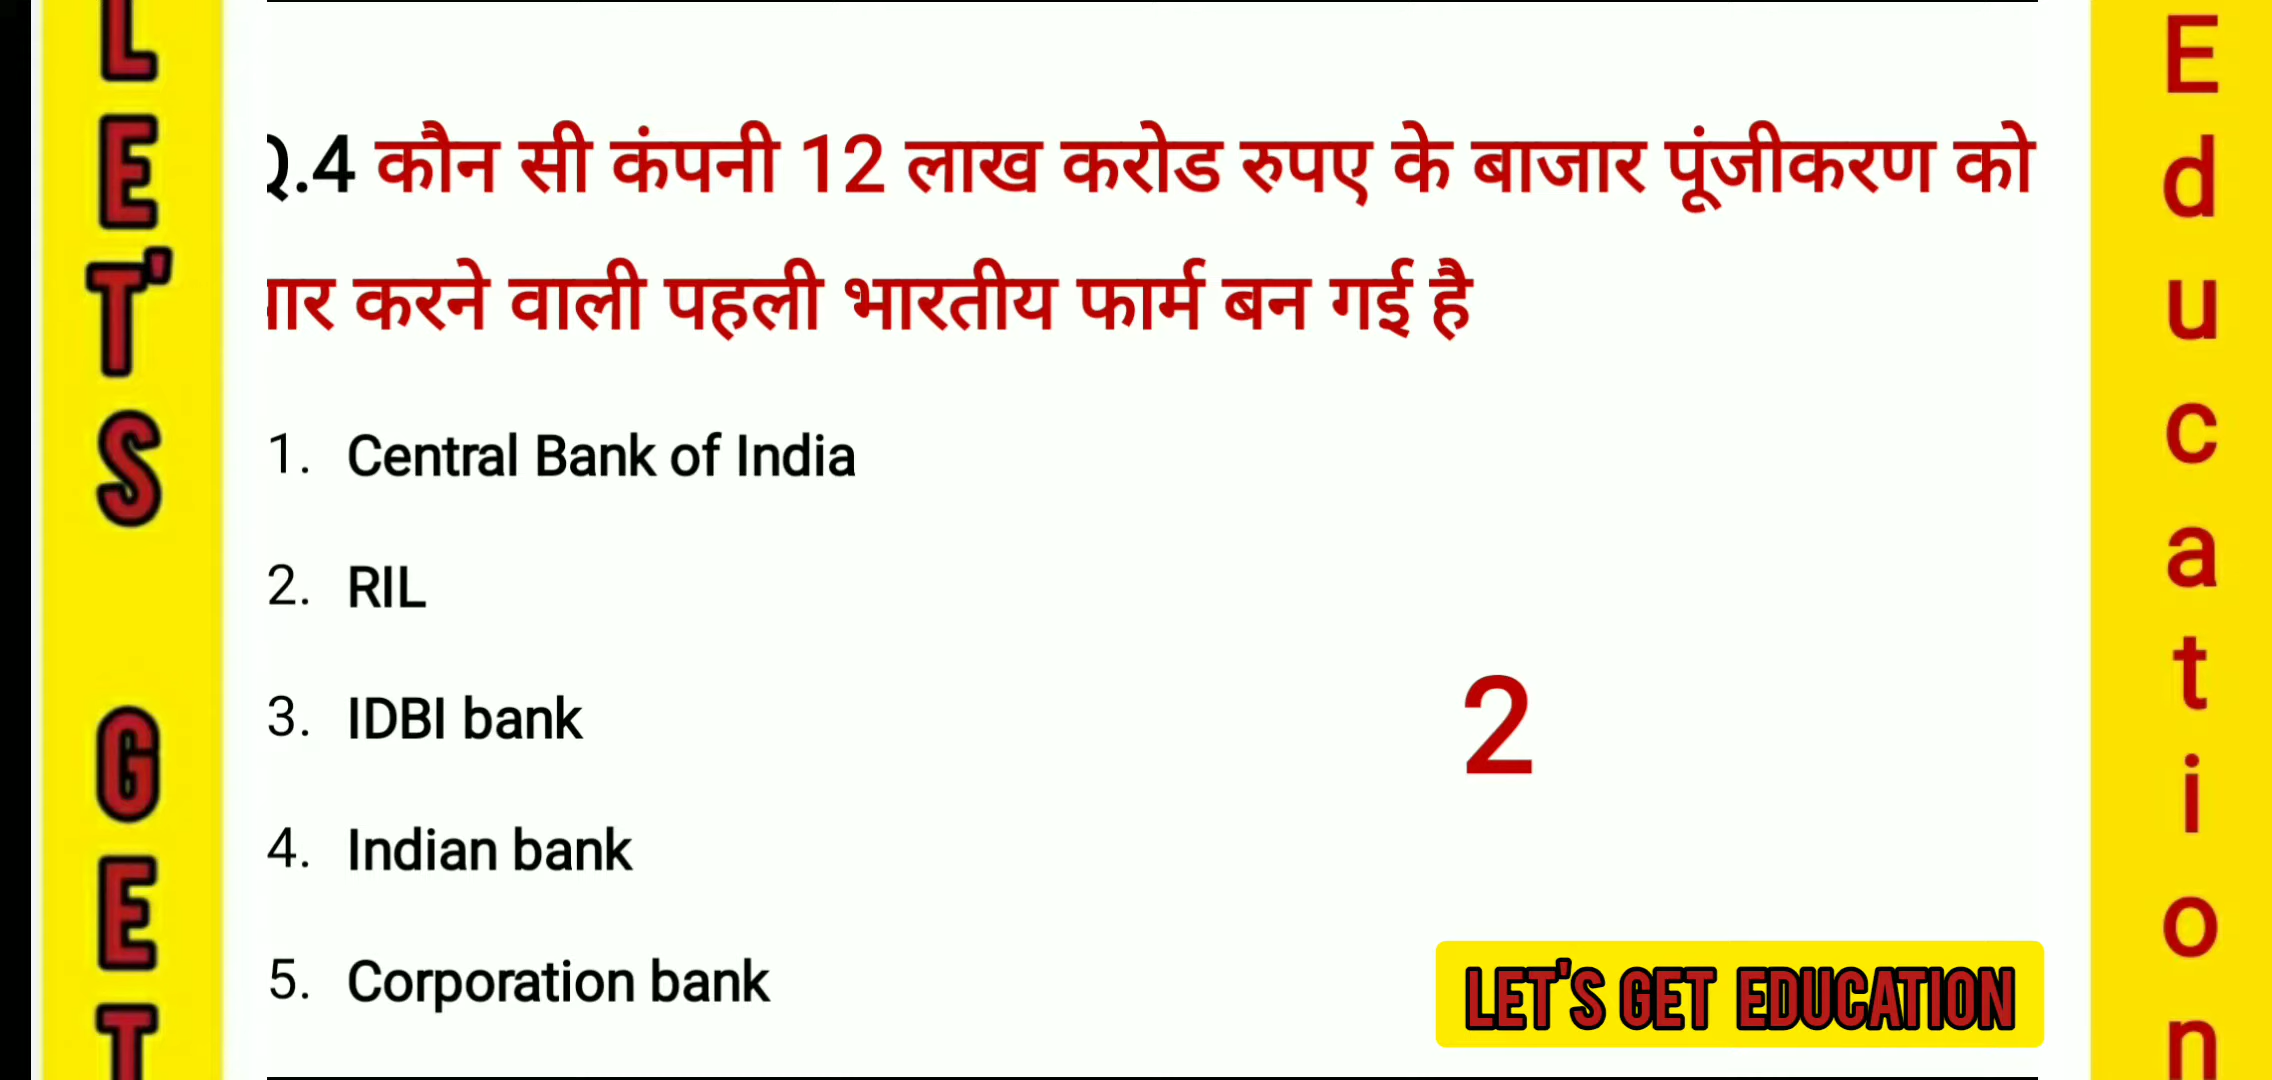 LET'S GET
Q.4 कौन सी कंपनी 12 लाख करोड रुपए के बाजार पूंजीकरण को
पार करने वाली पहली भारतीय फार्म बन गई है
1. Central Bank of India
2. RIL
3. IDBI bank
4. Indian bank
5. Corporation bank
2
LET'S GET EDUCATION
Education